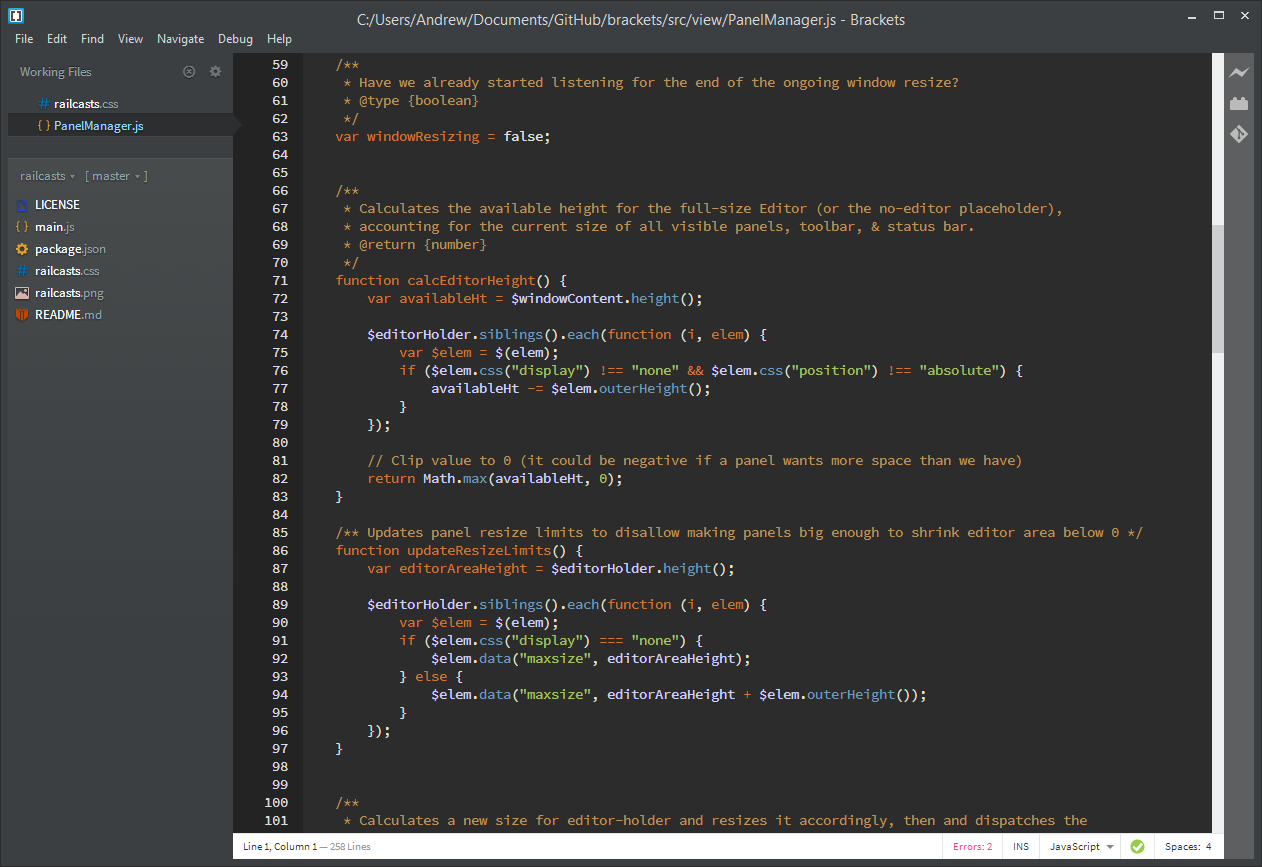 C:/Users/Andrew/Documents/GitHub/brackets/src/view/PanelManager.js - Brackets
File Edit Find View Navigate Debug Help
Working Files
railcasts.css
{ } PanelManager.js
railcasts [ master ]
LICENSE
{ } main.js
package.json
railcasts.css
railcasts.png
README.md
59 /**
60 * Have we already started listening for the end of the ongoing window resize?
61 * @type {boolean}
62 */
63 var windowResizing = false;
64
65
66 /**
67 * Calculates the available height for the full-size Editor (or the no-editor placeholder),
68 * accounting for the current size of all visible panels, toolbar, & status bar.
69 * @return {number}
70 */
71 function calcEditorHeight() {
72 var availableHt = $windowContent.height();
73
74 $editorHolder.siblings().each(function (i, elem) {
75 var $elem = $(elem);
76 if ($elem.css("display") !== "none" && $elem.css("position") !== "absolute") {
77 availableHt -= $elem.outerHeight();
78 }
79 });
80
81 // Clip value to 0 (it could be negative if a panel wants more space than we have)
82 return Math.max(availableHt, 0);
83 }
84
85 /** Updates panel resize limits to disallow making panels big enough to shrink editor area below 0 */
86 function updateResizeLimits() {
87 var editorAreaHeight = $editorHolder.height();
88
89 $editorHolder.siblings().each(function (i, elem) {
90 var $elem = $(elem);
91 if ($elem.css("display") === "none") {
92 $elem.data("maxsize", editorAreaHeight);
93 } else {
94 $elem.data("maxsize", editorAreaHeight + $elem.outerHeight());
95 }
96 });
97 }
98
99
100 /**
101 * Calculates a new size for editor-holder and resizes it accordingly, then and dispatches the
Line 1, Column 1 — 258 Lines Errors: 2 INS JavaScript Spaces: 4